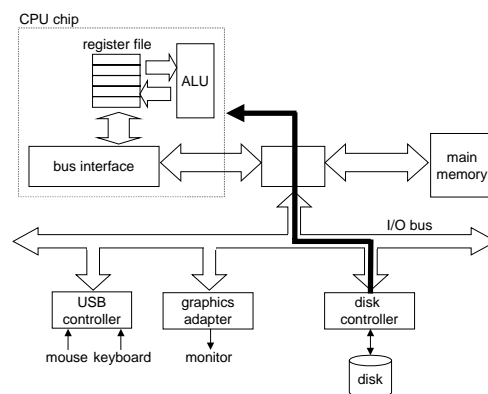 CPU chip
register file
ALU
bus interface
main
memory
I/O bus
USB
controller
graphics
adapter
disk
controller
mouse keyboard
monitor
disk